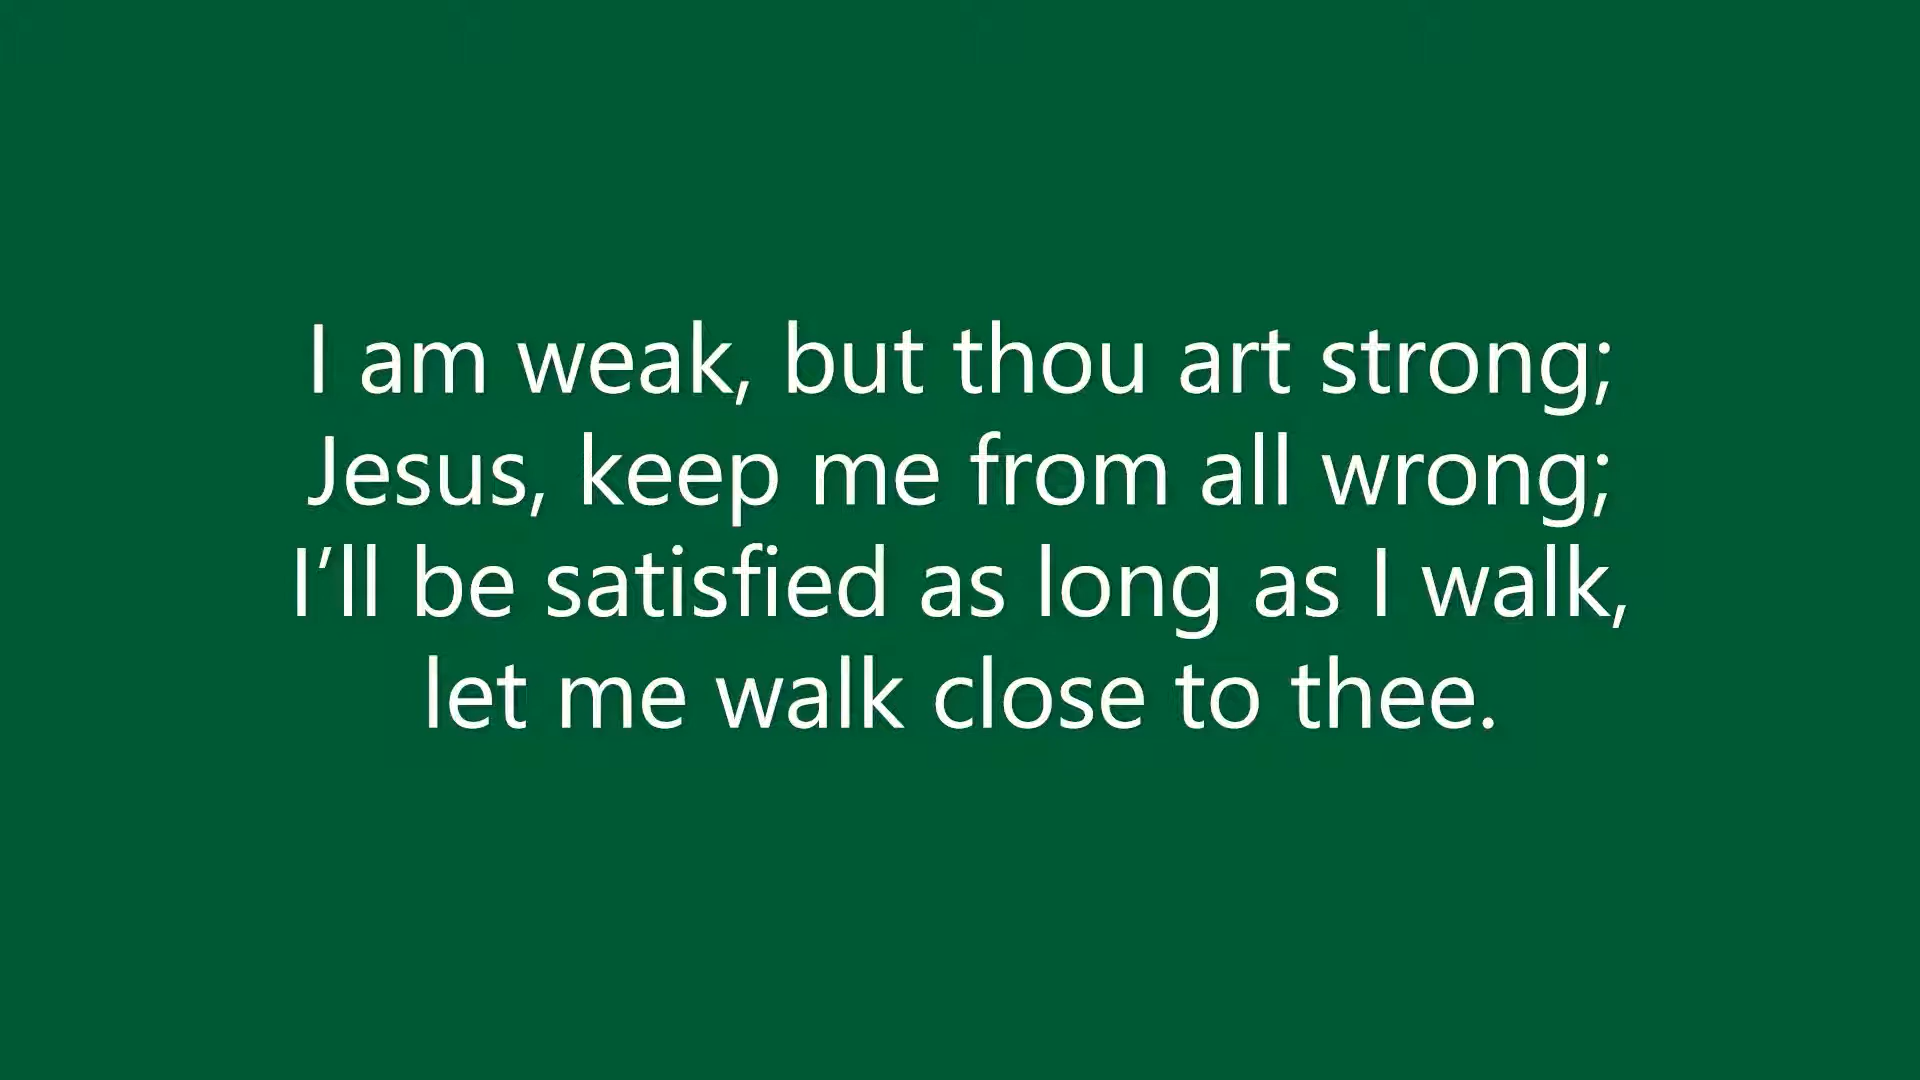 I am weak, but thou art strong;
Jesus, keep me from all wrong;
I’ll be satisfied as long as I walk,
let me walk close to thee.